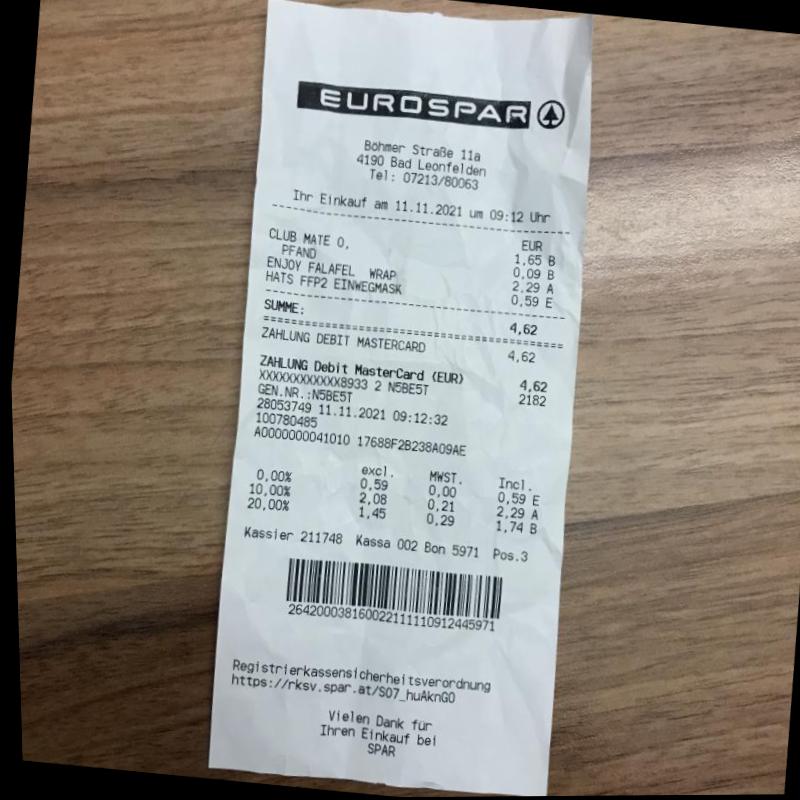 EUROSPAR
Böhmer Straße 11a
4190 Bad Leonfelden
Tel: 07213/80063
Ihr Einkauf am 11.11.2021 um 09:12 Uhr
EUR
CLUB MATE 0, 1,65 B
PFAND 0,09 B
ENJOY FALAFEL WRAP 2,29 A
HATS FFP2 EINWEGMASK 0,59 E
SUMME: 4,62
ZAHLUNG DEBIT MASTERCARD 4,62
ZAHLUNG Debit MasterCard (EUR) 4,62
XXXXXXXXXXXX8933 2 N5BE5T 2182
GEN.NR.:N5BE5T
28053749 11.11.2021 09:12:32
100780485
A0000000041010 17688F2B238A09AE
excl. MWST. Incl.
0,00% 0,59 0,00 0,59 E
10,00% 2,08 0,21 2,29 A
20,00% 1,45 0,29 1,74 B
Kassier 211748 Kassa 002 Bon 5971 Pos.3
264200038160022111110912445971
Registrierkassensicherheitsverordnung
https://rksv.spar.at/S07_huAknG0
Vielen Dank für
Ihren Einkauf bei
SPAR